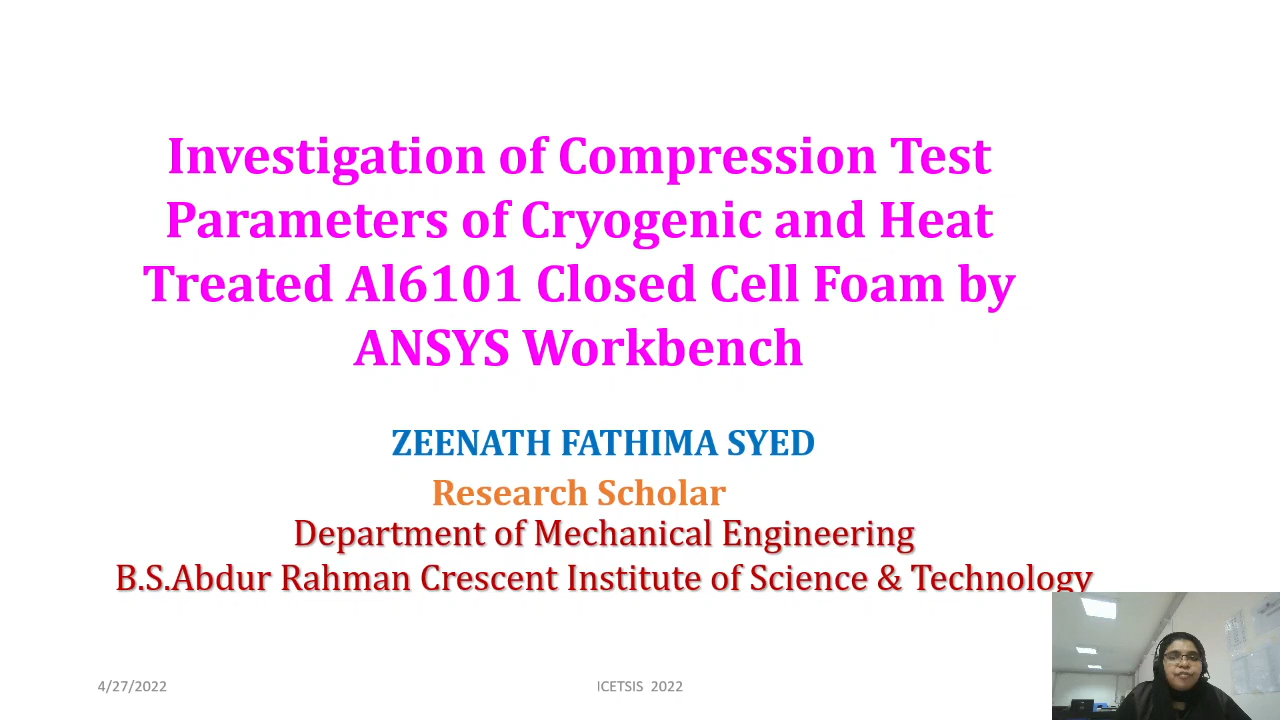 Investigation of Compression Test
Parameters of Cryogenic and Heat
Treated Al6101 Closed Cell Foam by
ANSYS Workbench
ZEENATH FATHIMA SYED
Research Scholar
Department of Mechanical Engineering
B.S.Abdur Rahman Crescent Institute of Science & Technology
4/27/2022
ICETSIS 2022